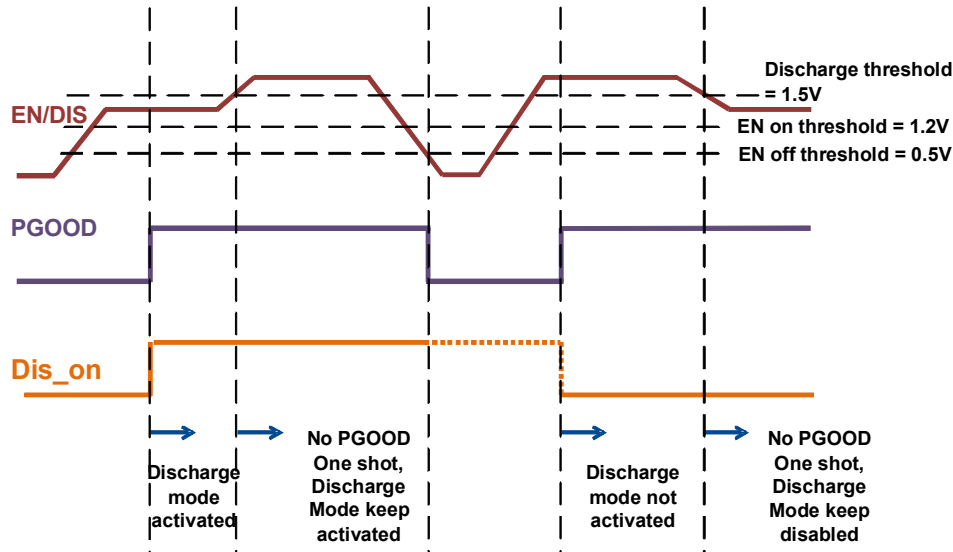 Discharge threshold
= 1.5V
EN/DIS
EN on threshold = 1.2V
EN off threshold = 0.5V
PGOOD
Dis_on
Discharge
mode
activated
No PGOOD
One shot,
Discharge
Mode keep
activated
Discharge
mode not
activated
No PGOOD
One shot,
Discharge
Mode keep
disabled